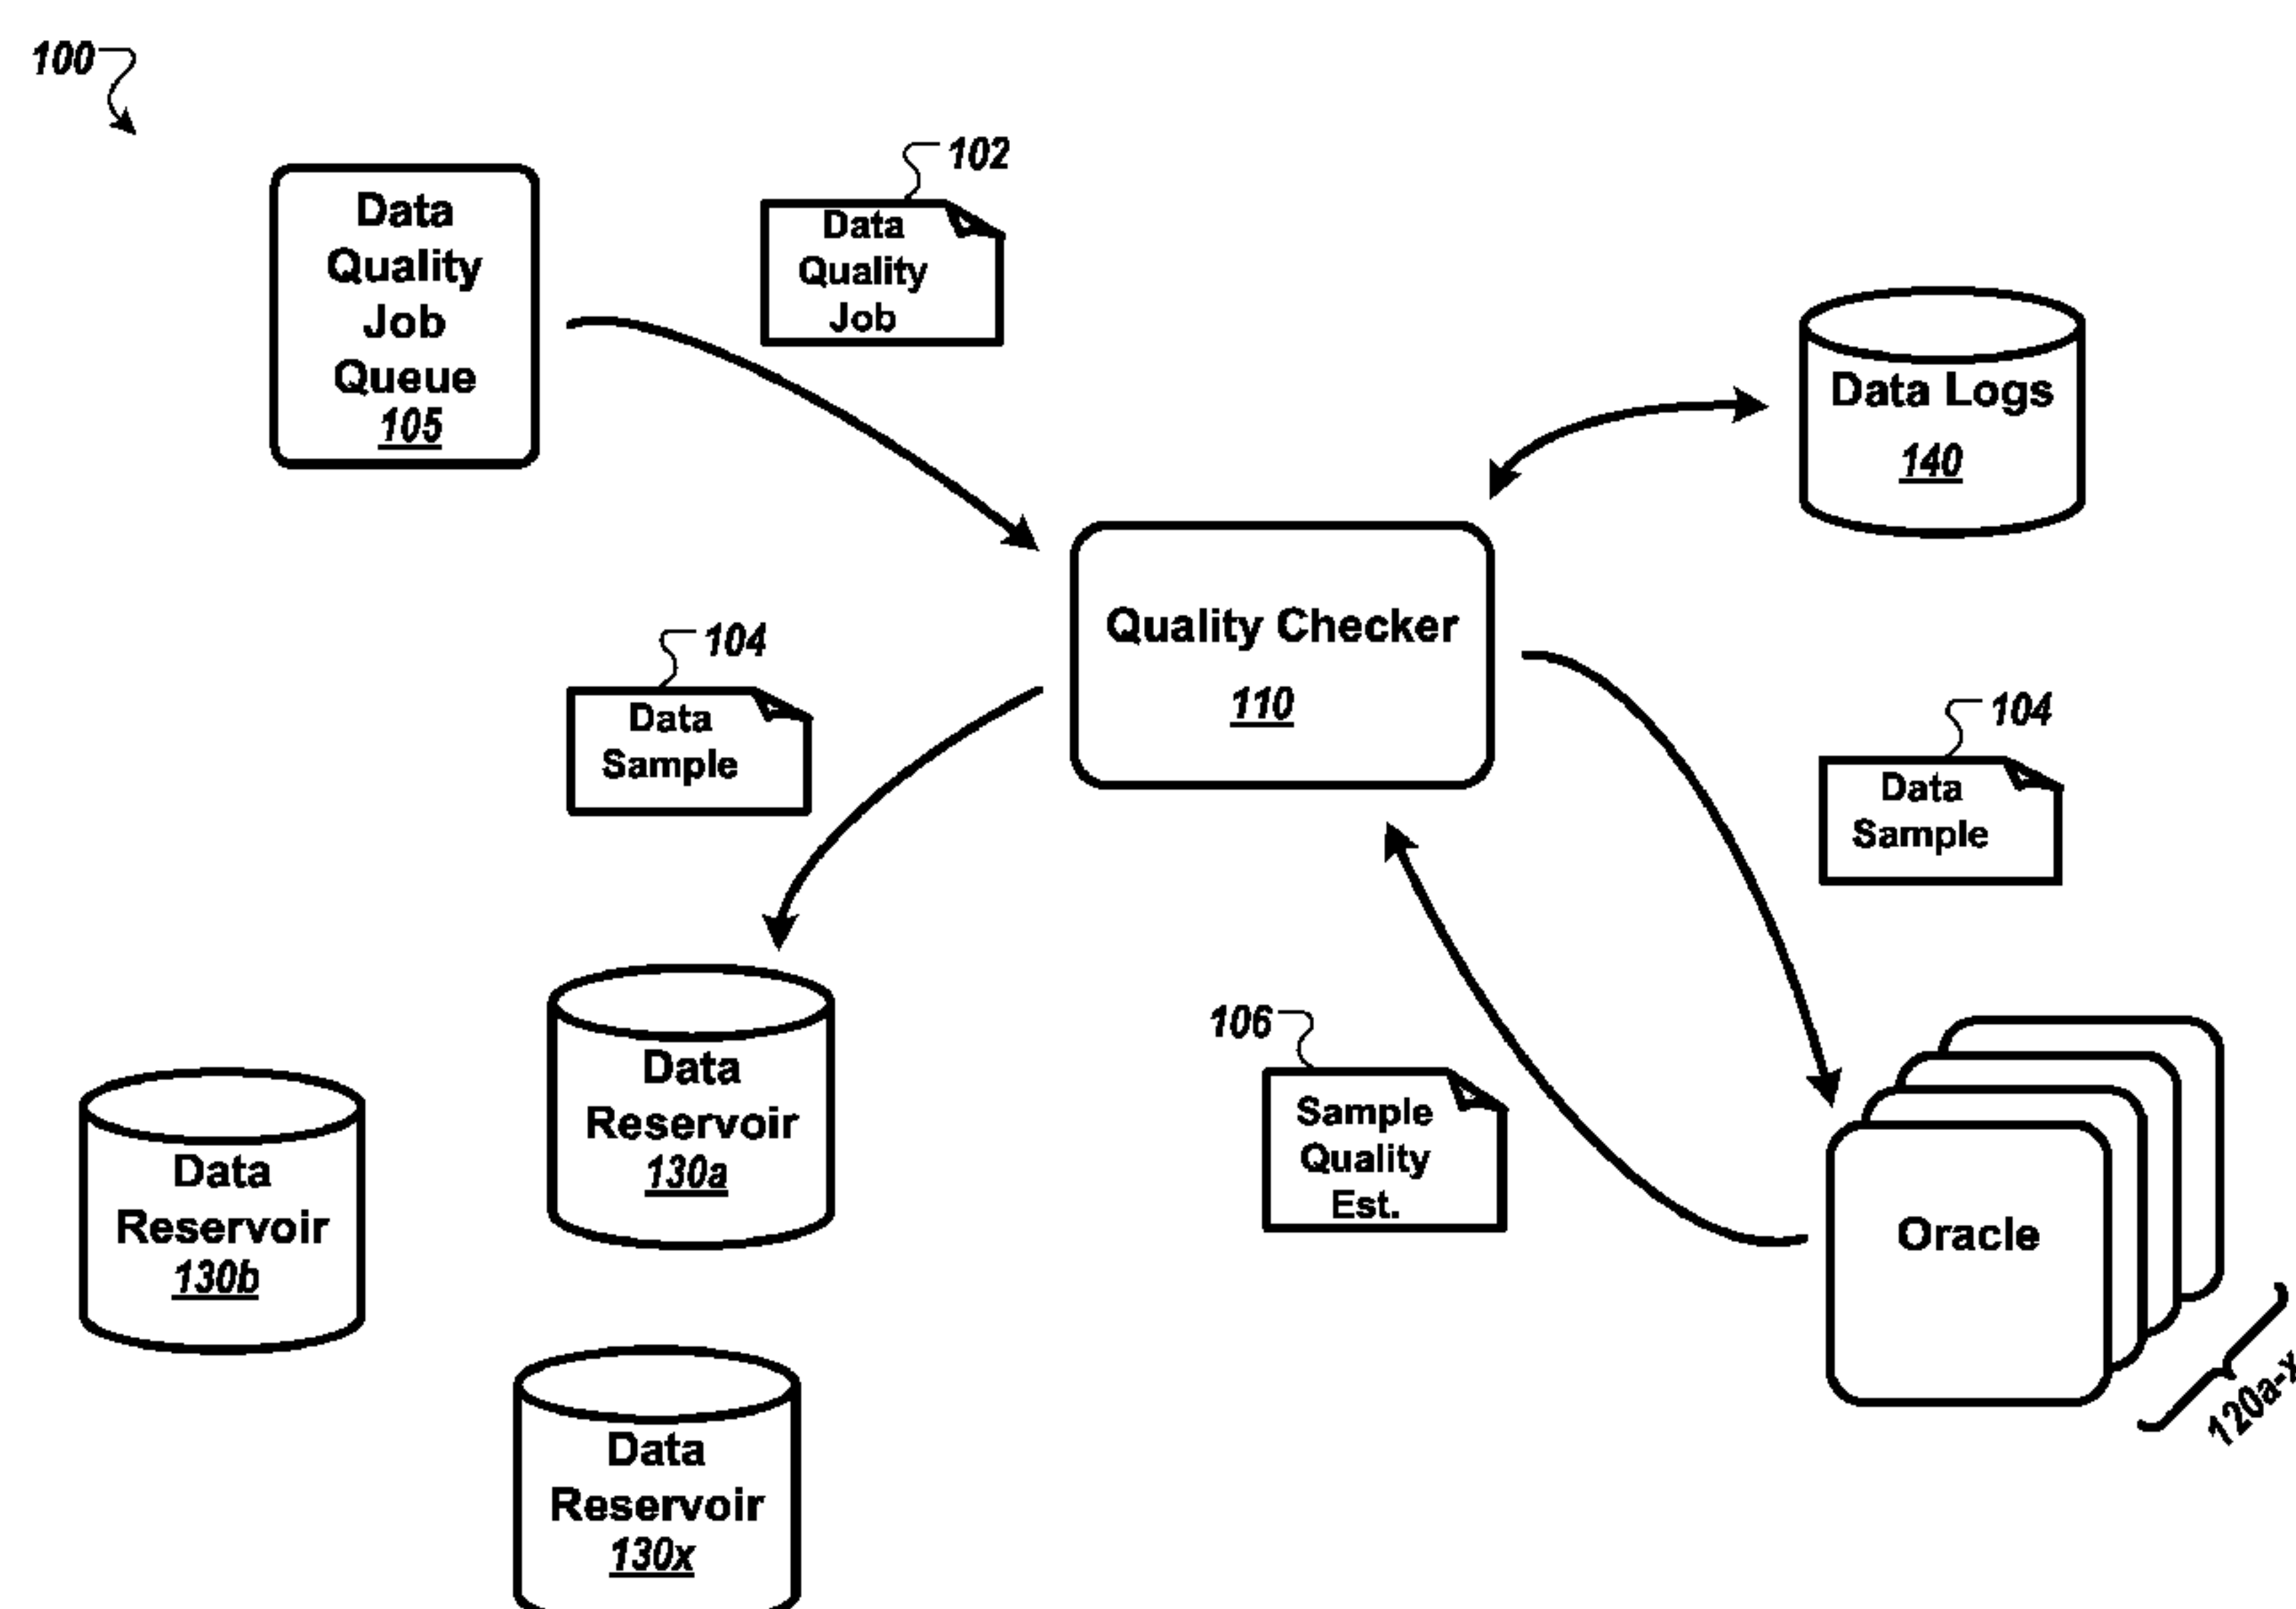 100
102
Data
Quality
Job
Queue
105
Data
Quality
Job
Data Logs
140
Quality Checker
110
104
Data
Sample
104
Data
Sample
106
Sample
Quality
Est.
Data
Reservoir
130a
Data
Reservoir
130b
Oracle
120a-x
Data
Reservoir
130x